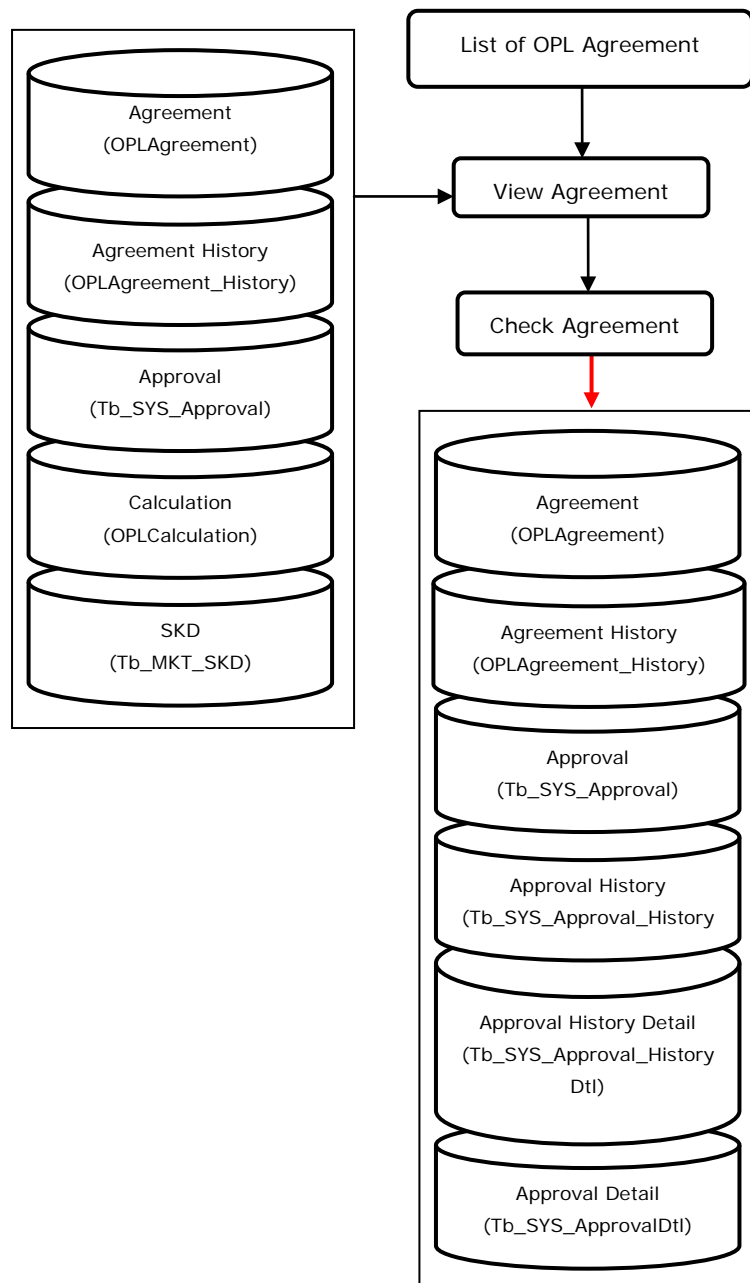 List of OPL Agreement
View Agreement
Check Agreement
Agreement
(OPLAgreement)
Agreement History
(OPLAgreement_History)
Approval
(Tb_SYS_Approval)
Calculation
(OPLCalculation)
SKD
(Tb_MKT_SKD)
Agreement
(OPLAgreement)
Agreement History
(OPLAgreement_History)
Approval
(Tb_SYS_Approval)
Approval History
(Tb_SYS_Approval_History
Approval History Detail
(Tb_SYS_Approval_History
Dtl)
Approval Detail
(Tb_SYS_ApprovalDtl)